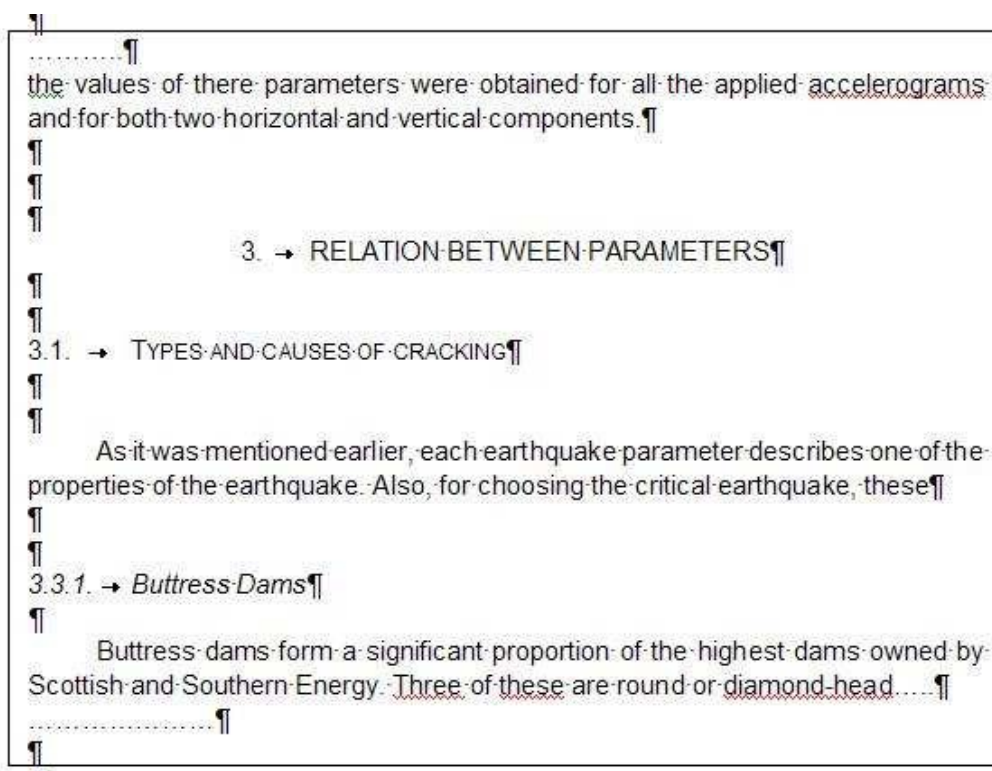 ¶
………..¶
the values of there parameters were obtained for all the applied accelerograms
and for both two horizontal and vertical components.¶
¶
¶
¶
3. → RELATION BETWEEN PARAMETERS¶
¶
¶
3.1. → TYPES AND CAUSES OF CRACKING¶
¶
¶
As it was mentioned earlier, each earthquake parameter describes one of the
properties of the earthquake. Also, for choosing the critical earthquake, these¶
¶
¶
3.3.1. → Buttress Dams¶
¶
Buttress dams form a significant proportion of the highest dams owned by
Scottish and Southern Energy. Three of these are round or diamond-head…..¶
…………………¶
¶